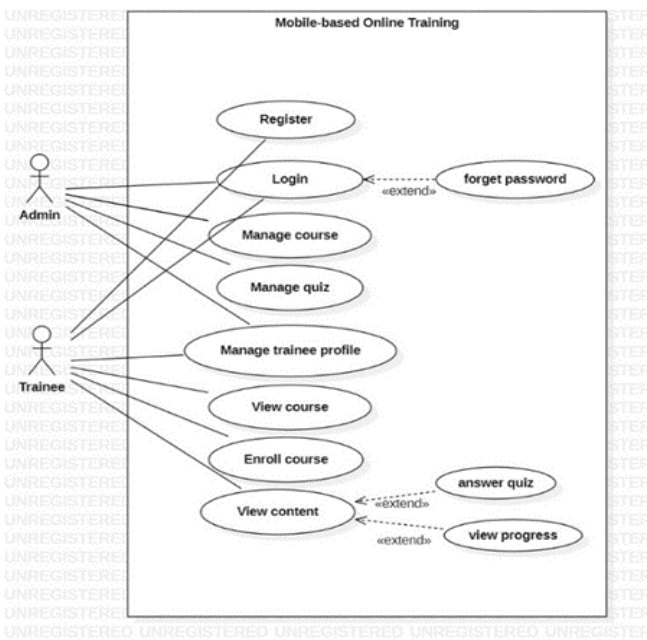 Mobile-based Online Training
Register
Login
forget password
«extend»
Admin
Manage course
Manage quiz
Manage trainee profile
Trainee
View course
Enroll course
answer quiz
View content
«extend»
view progress
«extend»
UNREGISTERED UNREGISTERED UNREGISTERED UNREGISTERED UNREGISTERED